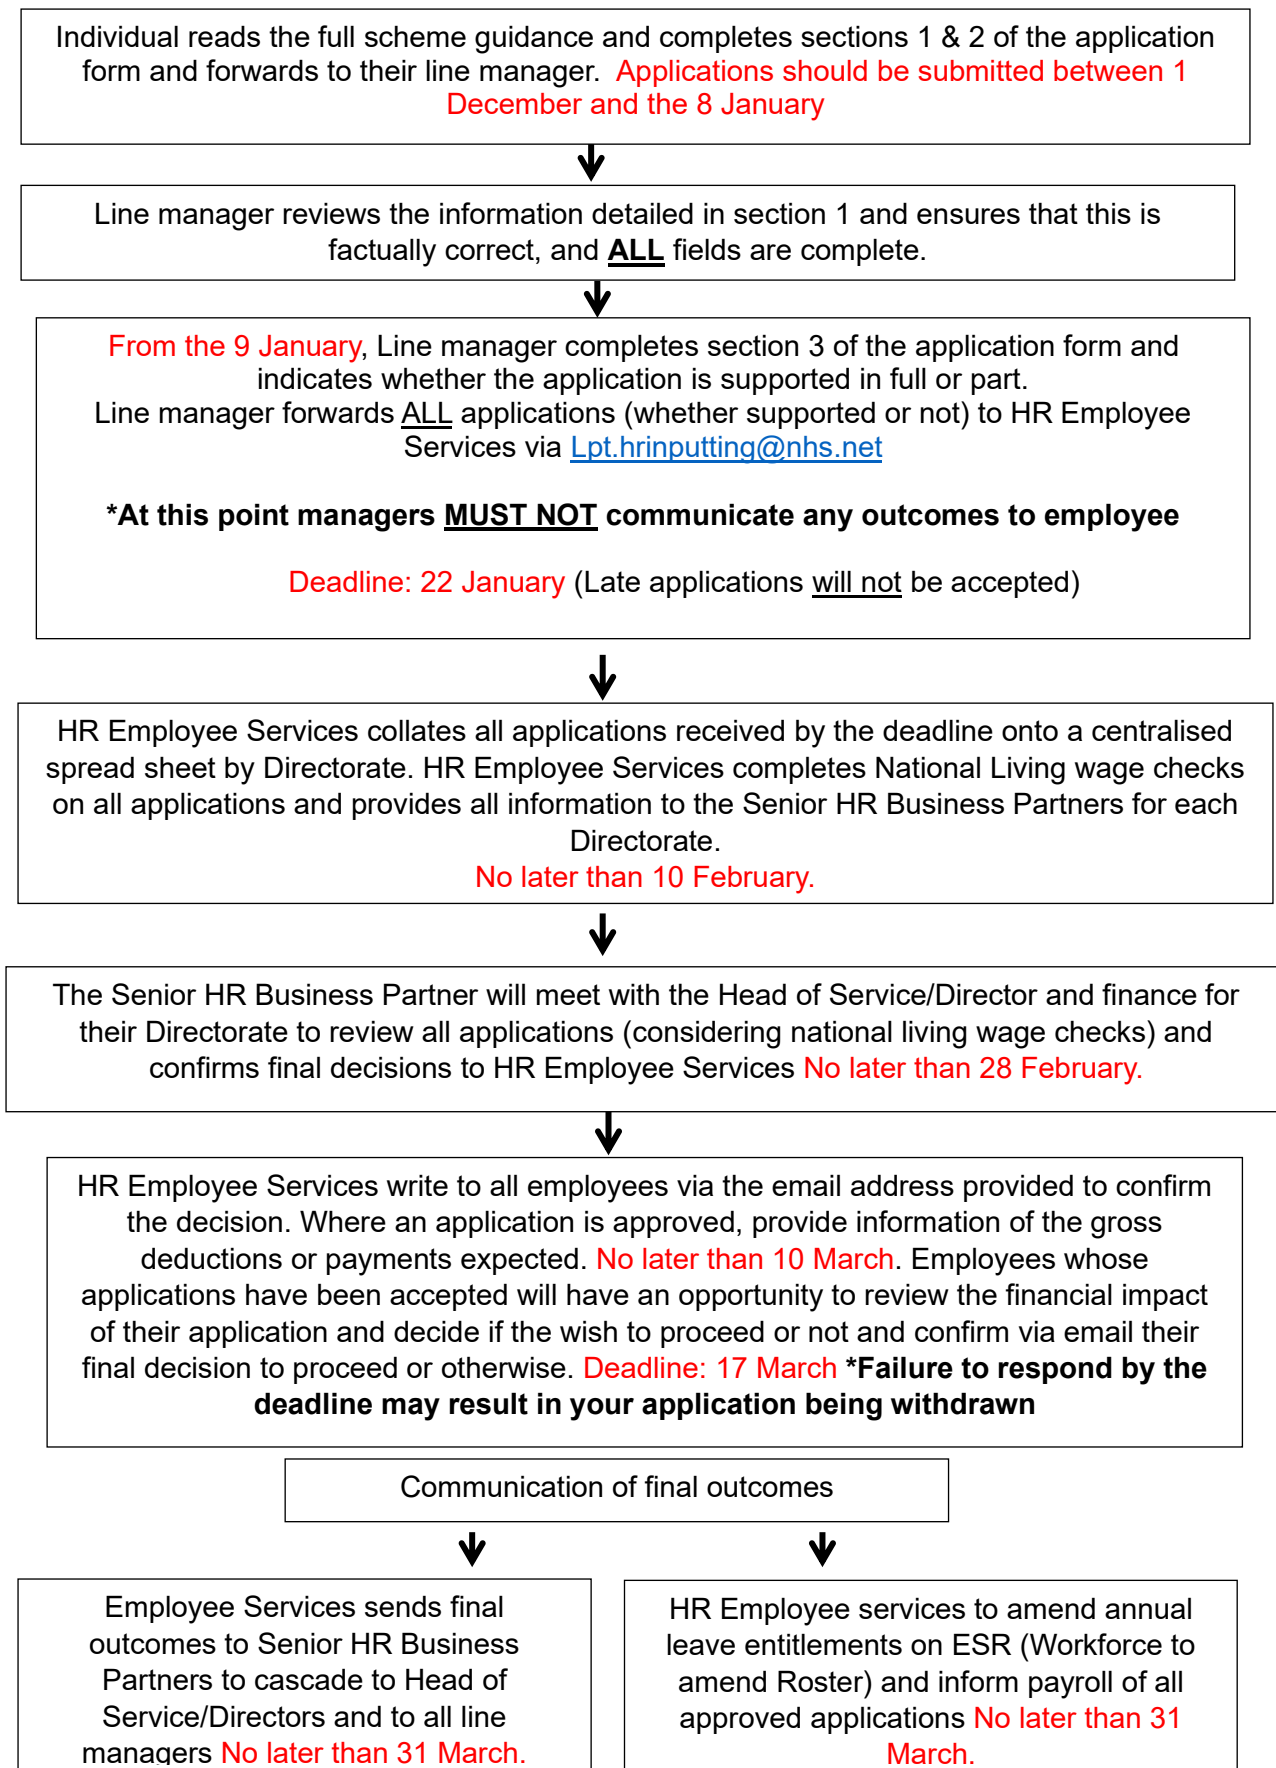 Individual reads the full scheme guidance and completes sections 1 & 2 of the application
form and forwards to their line manager. Applications should be submitted between 1
December and the 8 January
Line manager reviews the information detailed in section 1 and ensures that this is
factually correct, and ALL fields are complete.
From the 9 January, Line manager completes section 3 of the application form and
indicates whether the application is supported in full or part.
Line manager forwards ALL applications (whether supported or not) to HR Employee
Services via Lpt.hrinputting@nhs.net
*At this point managers MUST NOT communicate any outcomes to employee
Deadline: 22 January (Late applications will not be accepted)
HR Employee Services collates all applications received by the deadline onto a centralised
spread sheet by Directorate. HR Employee Services completes National Living wage checks
on all applications and provides all information to the Senior HR Business Partners for each
Directorate.
No later than 10 February.
The Senior HR Business Partner will meet with the Head of Service/Director and finance for
their Directorate to review all applications (considering national living wage checks) and
confirms final decisions to HR Employee Services No later than 28 February.
HR Employee Services write to all employees via the email address provided to confirm
the decision. Where an application is approved, provide information of the gross
deductions or payments expected. No later than 10 March. Employees whose
applications have been accepted will have an opportunity to review the financial impact
of their application and decide if the wish to proceed or not and confirm via email their
final decision to proceed or otherwise. Deadline: 17 March *Failure to respond by the
deadline may result in your application being withdrawn
Communication of final outcomes
Employee Services sends final
outcomes to Senior HR Business
Partners to cascade to Head of
Service/Directors and to all line
managers No later than 31 March.
HR Employee services to amend annual
leave entitlements on ESR (Workforce to
amend Roster) and inform payroll of all
approved applications No later than 31
March.